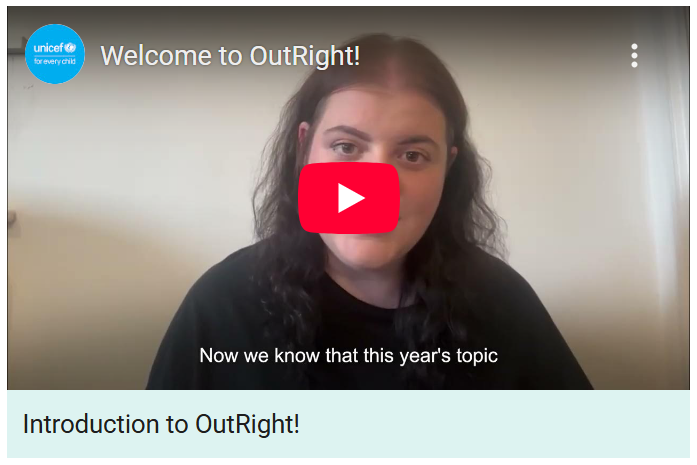 unicef
for every child
Welcome to OutRight!
Now we know that this year's topic
Introduction to OutRight!